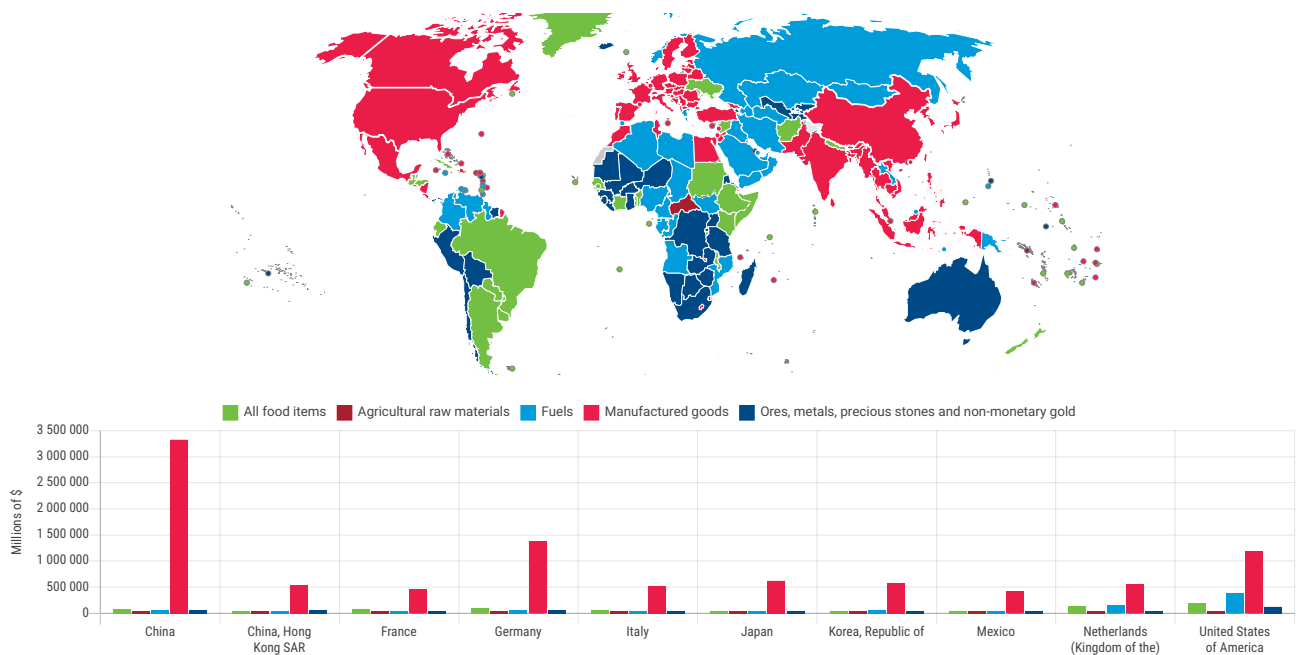 All food items
Agricultural raw materials
Fuels
Manufactured goods
Ores, metals, precious stones and non-monetary gold
Millions of $
3 500 000
3 000 000
2 500 000
2 000 000
1 500 000
1 000 000
500 000
0
China
China, Hong
Kong SAR
France
Germany
Italy
Japan
Korea, Republic of
Mexico
Netherlands
(Kingdom of the)
United States
of America